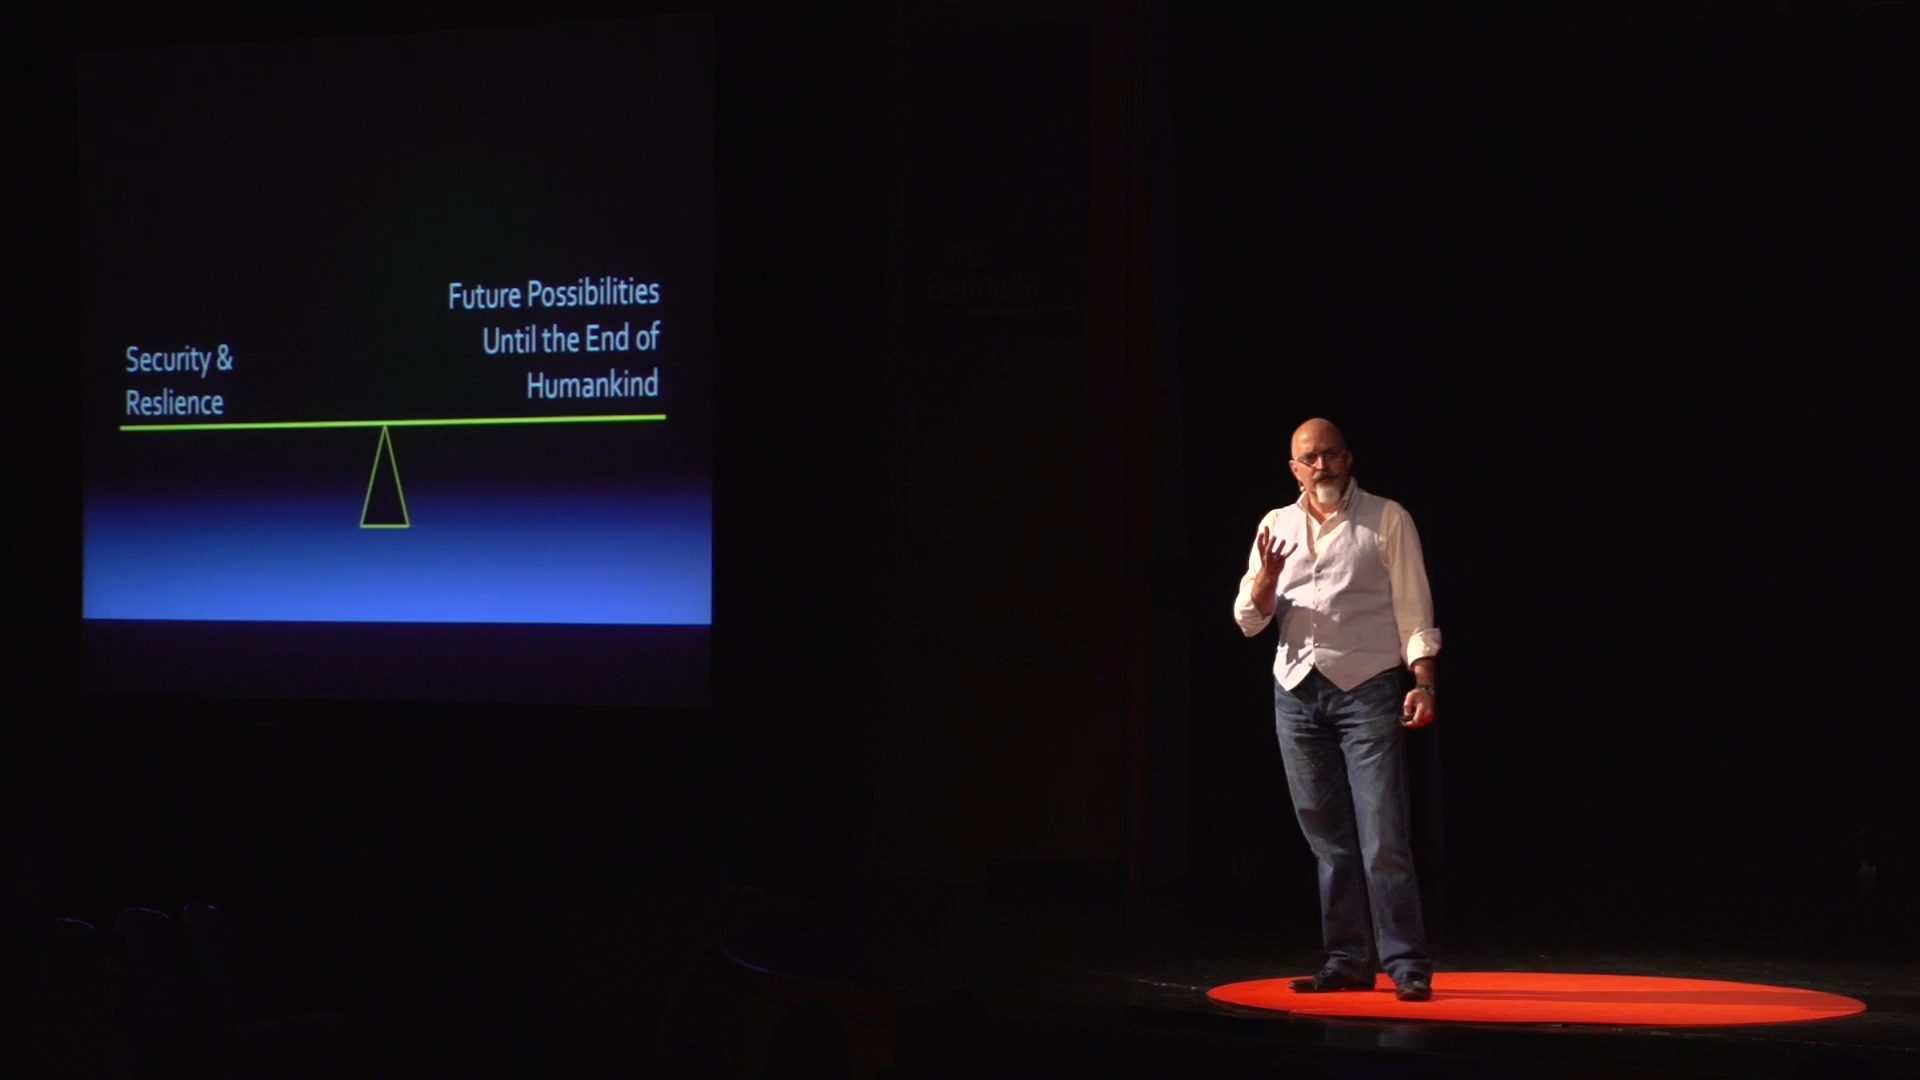 Security &
Reslience
Future Possibilities
Until the End of
Humankind